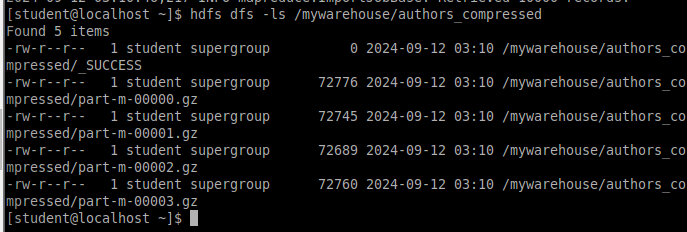 [student@localhost ~]$ hdfs dfs -ls /mywarehouse/authors_compressed
Found 5 items
-rw-r--r--   1 student supergroup          0 2024-09-12 03:10 /mywarehouse/authors_co
mpressed/_SUCCESS
-rw-r--r--   1 student supergroup      72776 2024-09-12 03:10 /mywarehouse/authors_co
mpressed/part-m-00000.gz
-rw-r--r--   1 student supergroup      72745 2024-09-12 03:10 /mywarehouse/authors_co
mpressed/part-m-00001.gz
-rw-r--r--   1 student supergroup      72689 2024-09-12 03:10 /mywarehouse/authors_co
mpressed/part-m-00002.gz
-rw-r--r--   1 student supergroup      72760 2024-09-12 03:10 /mywarehouse/authors_co
mpressed/part-m-00003.gz
[student@localhost ~]$